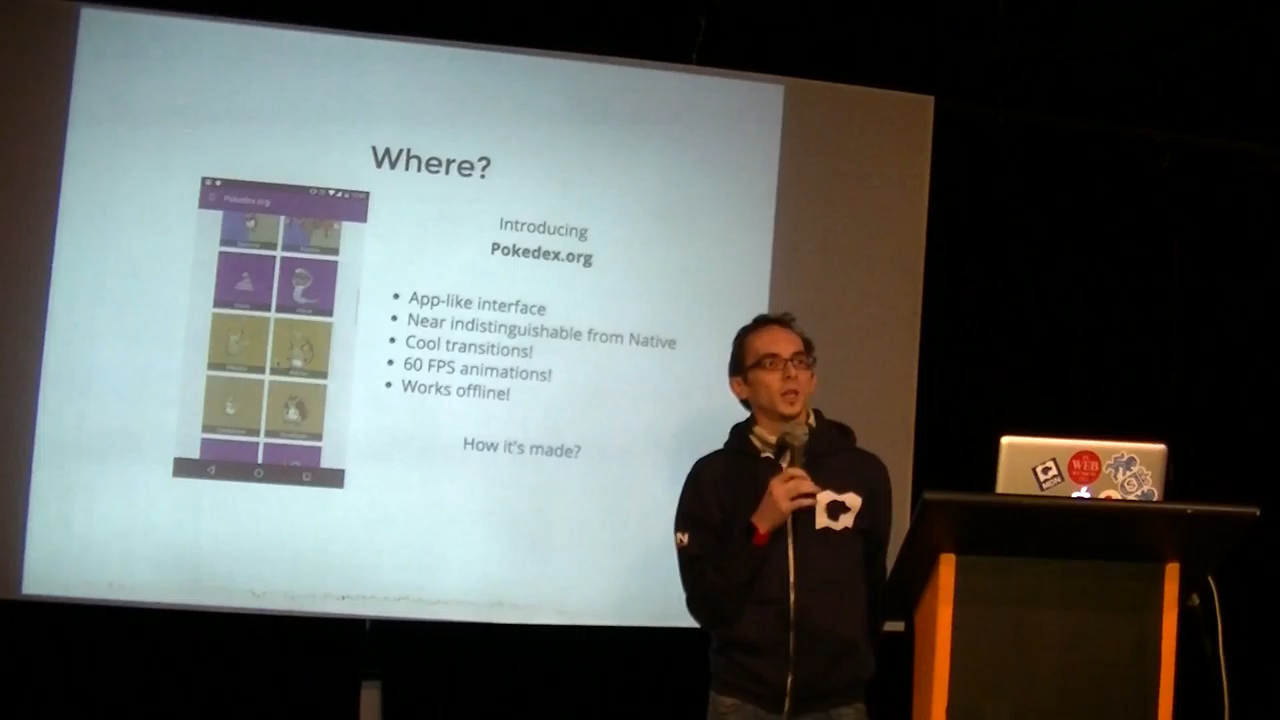 Where?
Pokedex.org
Introducing
Pokedex.org
• App-like interface
• Near indistinguishable from Native
• Cool transitions!
• 60 FPS animations!
• Works offline!
How it's made?
N
MDN
WEB